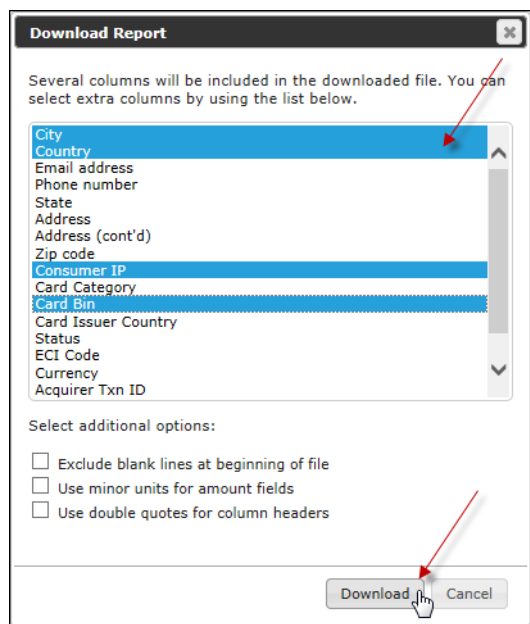 Download Report
Several columns will be included in the downloaded file. You can
select extra columns by using the list below.
City
Country
Email address
Phone number
State
Address
Address (cont'd)
Zip code
Consumer IP
Card Category
Card Bin
Card Issuer Country
Status
ECI Code
Currency
Acquirer Txn ID
Select additional options:
Exclude blank lines at beginning of file
Use minor units for amount fields
Use double quotes for column headers
Download Cancel